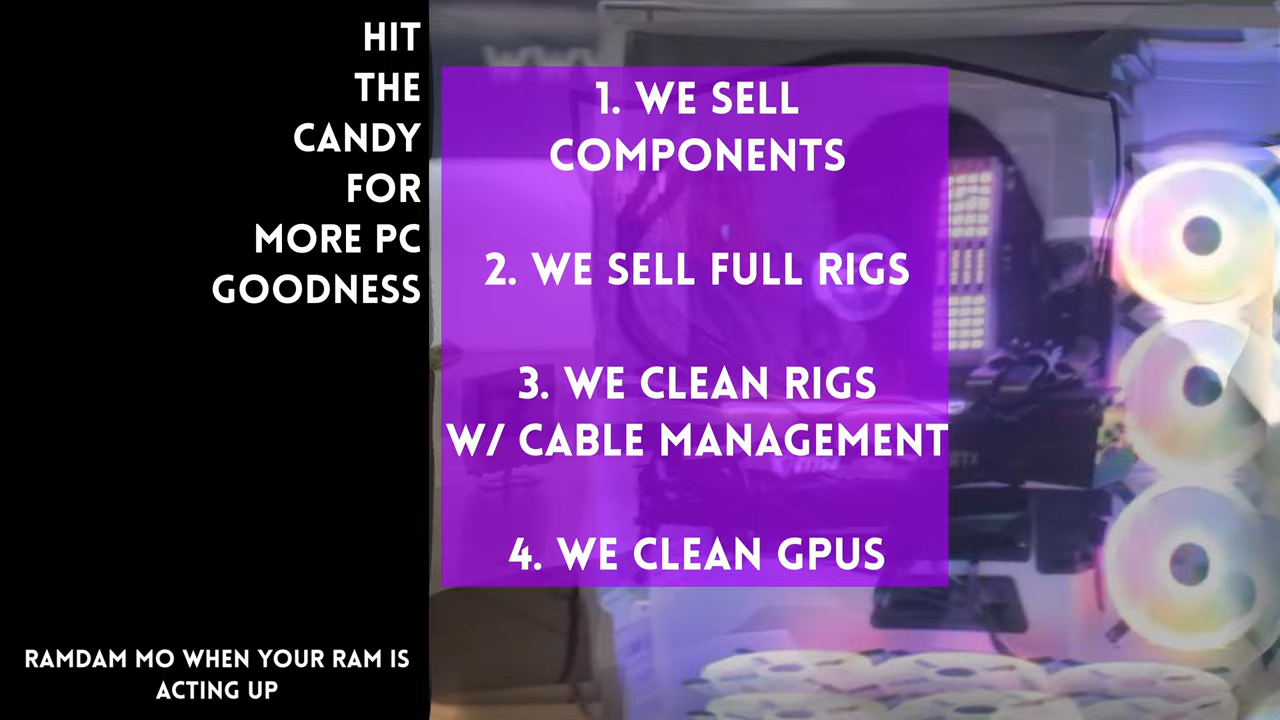 HIT
THE
CANDY
FOR
MORE PC
GOODNESS
1. WE SELL
COMPONENTS
2. WE SELL FULL RIGS
3. WE CLEAN RIGS
W/ CABLE MANAGEMENT
4. WE CLEAN GPUS
RAMDAM MO WHEN YOUR RAM IS
ACTING UP